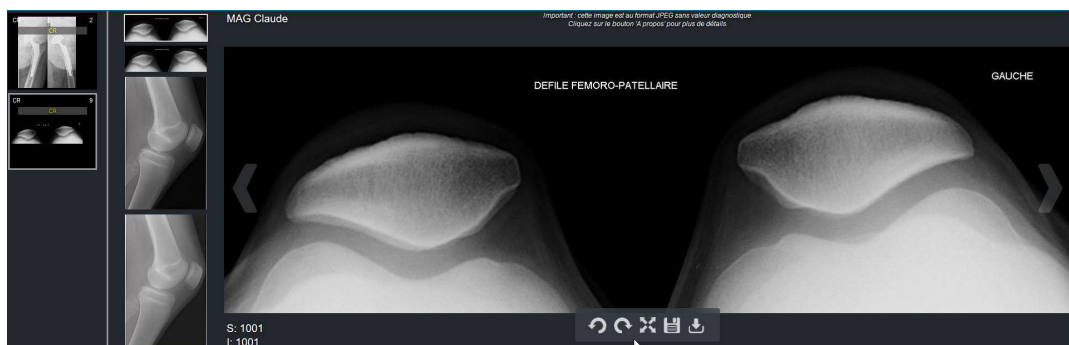 CR 2
CR
CR 9
CR
MAG Claude
Important : cette image est au format JPEG sans valeur diagnostique.
Cliquez sur le bouton 'A propos' pour plus de détails.
DEFILE FEMORO-PATELLAIRE
GAUCHE
S: 1001
I: 1001